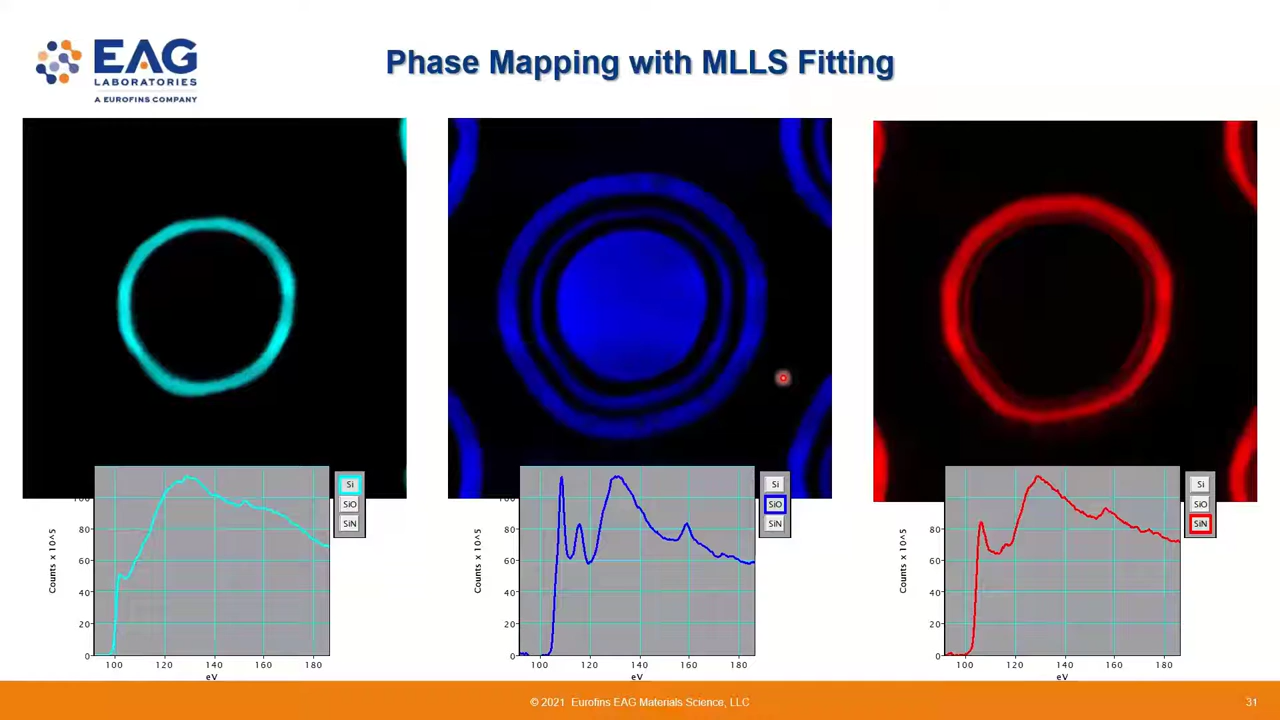 EAG
LABORATORIES
A EUROFINS COMPANY
Phase Mapping with MLLS Fitting
Si
SiO
SiN
Counts x 10^5
80
60
40
20
0
100 120 140 160 180
eV
Si
SiO
SiN
Counts x 10^5
80
60
40
20
0
100 120 140 160 180
eV
Si
SiO
SiN
Counts x 10^5
80
60
40
20
0
100 120 140 160 180
eV
© 2021 Eurofins EAG Materials Science, LLC
31